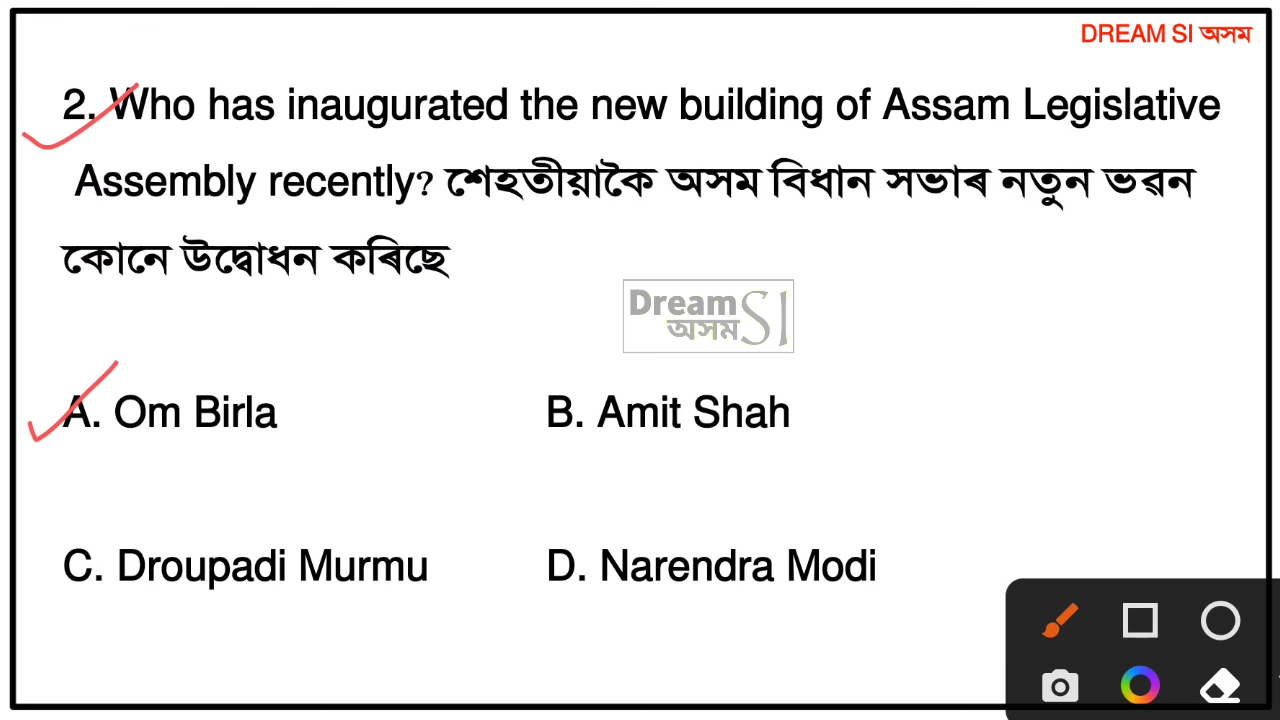 DREAM SI অসম
2. Who has inaugurated the new building of Assam Legislative
Assembly recently? শেহতীয়াকৈ অসম বিধান সভাৰ নতুন ভৱন
কোনে উদ্বোধন কৰিছে
Dream SI
অসম
A. Om Birla B. Amit Shah
C. Droupadi Murmu D. Narendra Modi